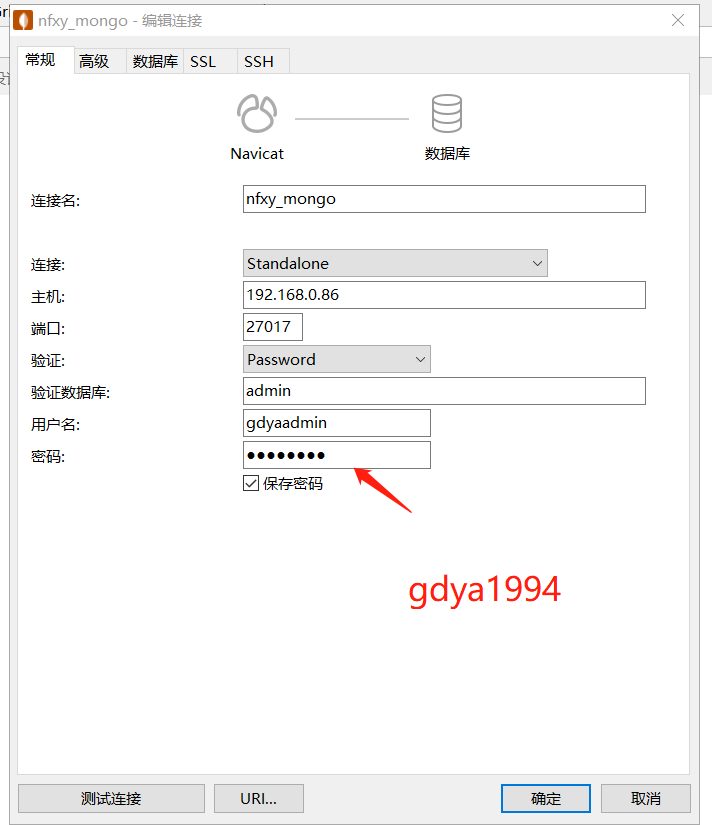 nfxy_mongo - 编辑连接
常规 高级 数据库 SSL SSH
Navicat 数据库
连接名: nfxy_mongo
连接: Standalone
主机: 192.168.0.86
端口: 27017
验证: Password
验证数据库: admin
用户名: gdyaadmin
密码: ●●●●●●●●
保存密码
gdya1994
测试连接 URI... 确定 取消